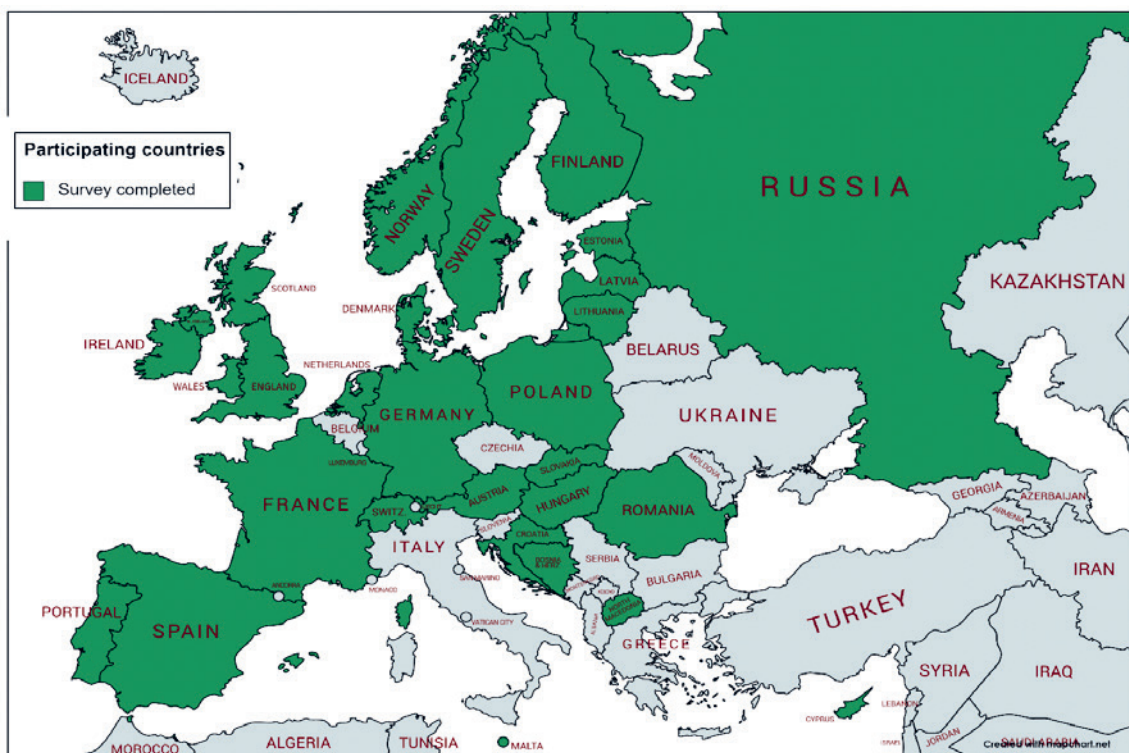 ICELAND
Participating countries
Survey completed
FINLAND
RUSSIA
NORWAY
SWEDEN
ESTONIA
KAZAKHSTAN
LATVIA
SCOTLAND
DENMARK
LITHUANIA
IRELAND
BELARUS
NETHERLANDS
WALES
ENGLAND
POLAND
GERMANY
UKRAINE
BELGIUM
CZECHIA
LUXEMBURG
SLOVAKIA
MOLDOVA
AUSTRIA
HUNGARY
FRANCE
SWITZ.
ROMANIA
GEORGIA
AZERBAIJAN
ARMENIA
SLOVENIA
CROATIA
ITALY
BOSNIA
& HERZ.
SERBIA
SAN MARINO
IRAN
ANDORRA
MONACO
BULGARIA
PORTUGAL
SPAIN
NORTH
MACEDONIA
TURKEY
VATICAN CITY
ALBANIA
GREECE
SYRIA
IRAQ
LEBANON
CYPRUS
JORDAN
ISRAEL
MOROCCO
ALGERIA
TUNISIA
MALTA
SAUDI ARABIA
Created with mapchart.net